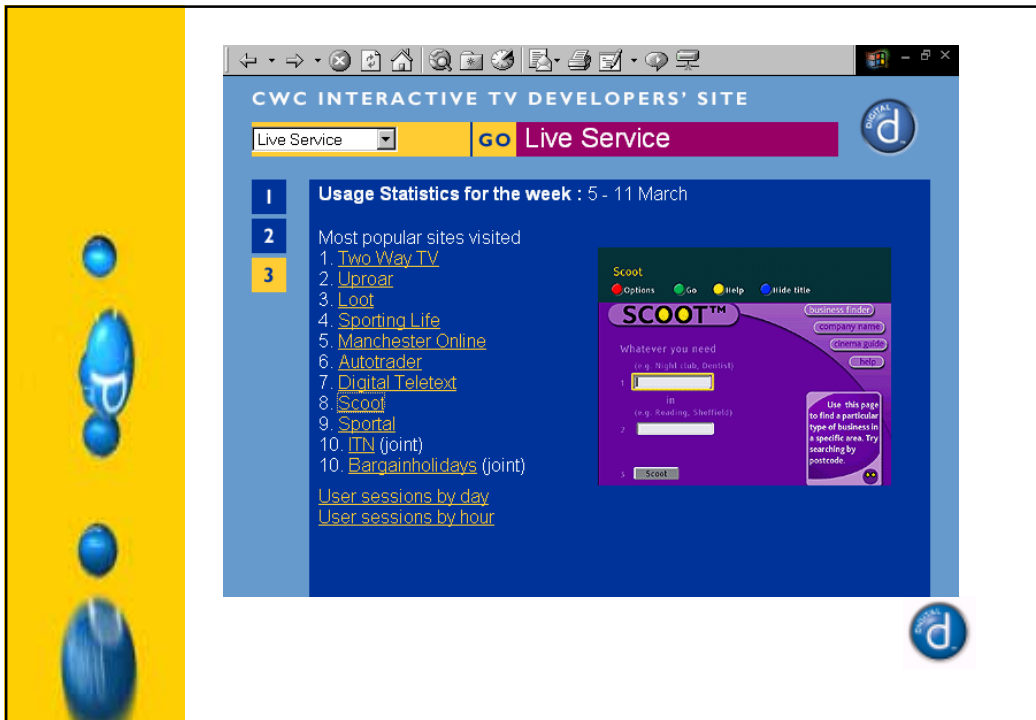 CWC INTERACTIVE TV DEVELOPERS' SITE
DIGITAL d
Live Service
GO Live Service
1
2
3
Usage Statistics for the week : 5 - 11 March
Most popular sites visited
1. Two Way TV
2. Uproar
3. Loot
4. Sporting Life
5. Manchester Online
6. Autotrader
7. Digital Teletext
8. Scoot
9. Sportal
10. ITN (joint)
10. Bargainholidays (joint)
User sessions by day
User sessions by hour
Scoot
Options Go Help Hide title
SCOOT™
business finder
company name
cinema guide
help
Whatever you need
(e.g. Night club, Dentist)
1
in
(e.g. Reading, Sheffield)
2
3 Scoot
Use this page
to find a particular
type of business in
a specific area. Try
searching by
postcode.
DIGITAL d